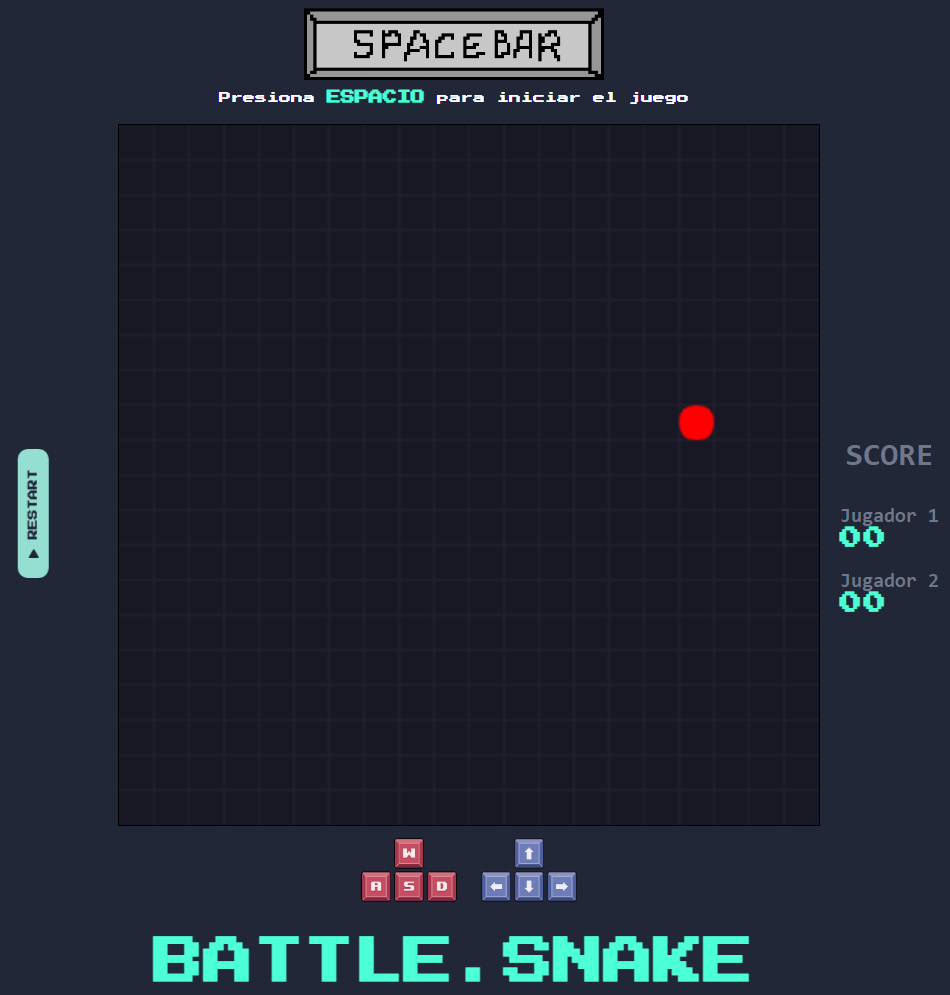 SPACEBAR
Presiona ESPACIO para iniciar el juego
▶ RESTART
SCORE
Jugador 1
00
Jugador 2
00
W
A S D
↑
← ↓ →
BATTLE.SNAKE